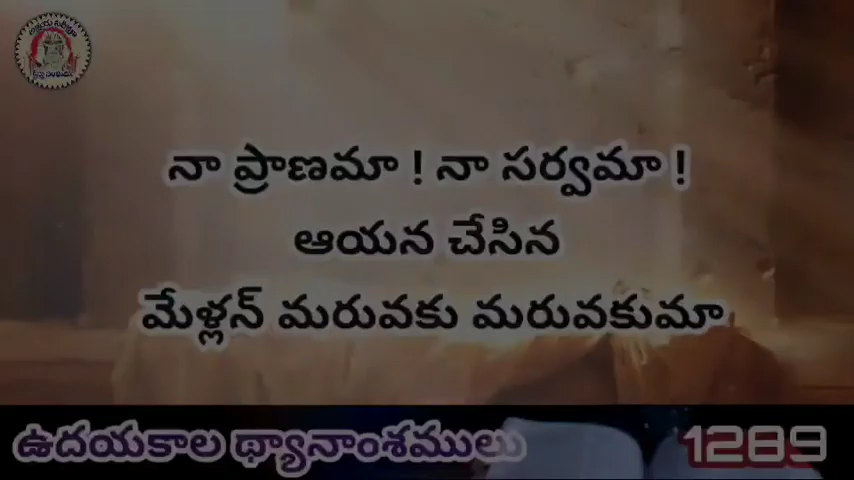 నా ప్రాణమా ! నా సర్వమా !
ఆయన చేసిన
మేళ్లన్ మరువకు మరువకుమా
ఉదయకాల థ్యానాంశములు
1289